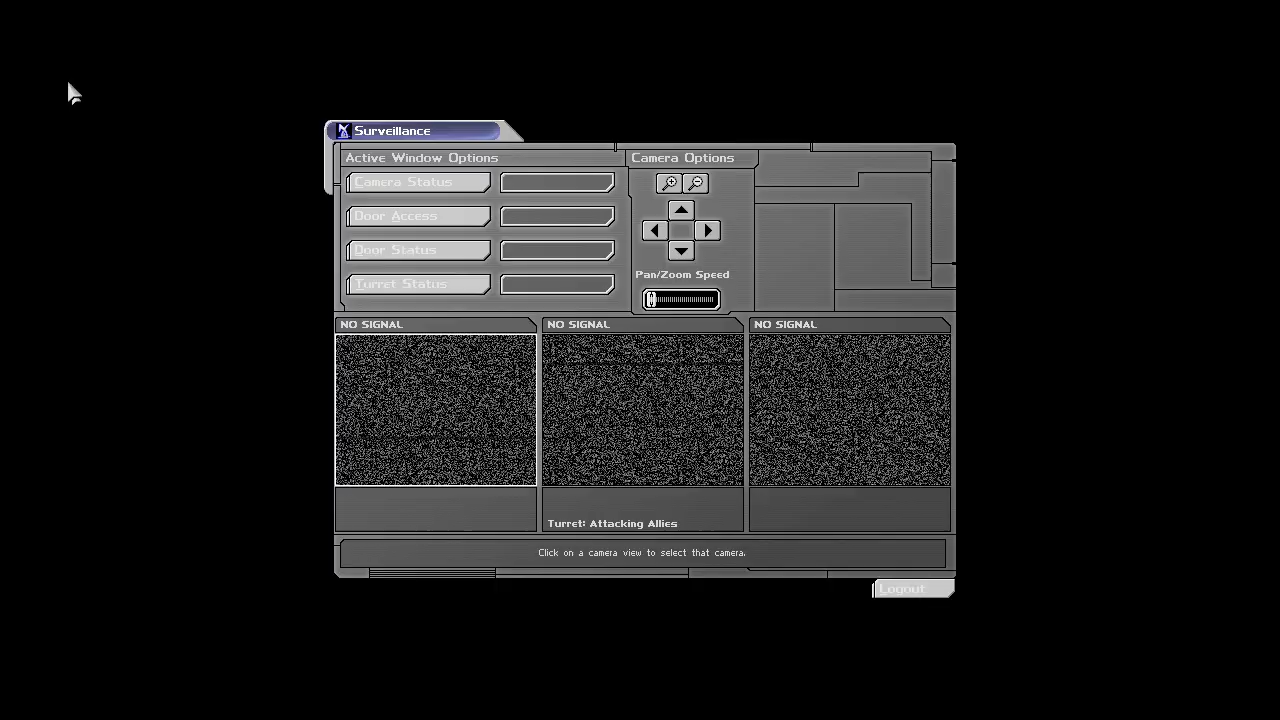 Surveillance
Active Window Options
Camera Options
Camera Status
Door Access
Door Status
Turret Status
Pan/Zoom Speed
NO SIGNAL
NO SIGNAL
NO SIGNAL
Turret: Attacking Allies
Click on a camera view to select that camera.
Logout